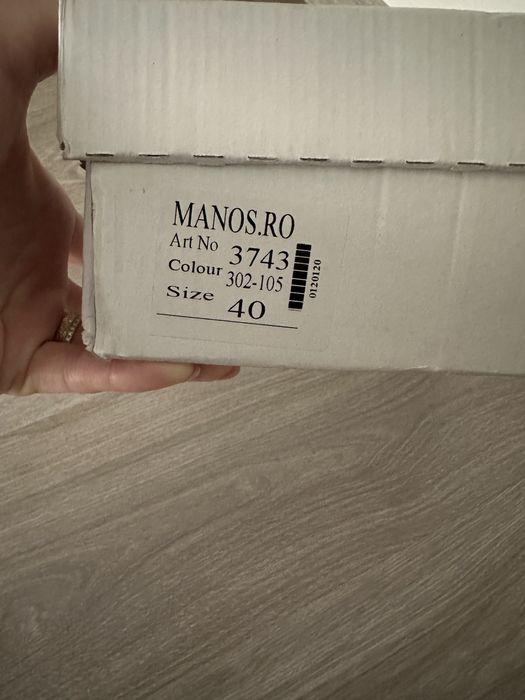 MANOS.RO
Art No 3743
Colour 302-105
Size 40
0120120